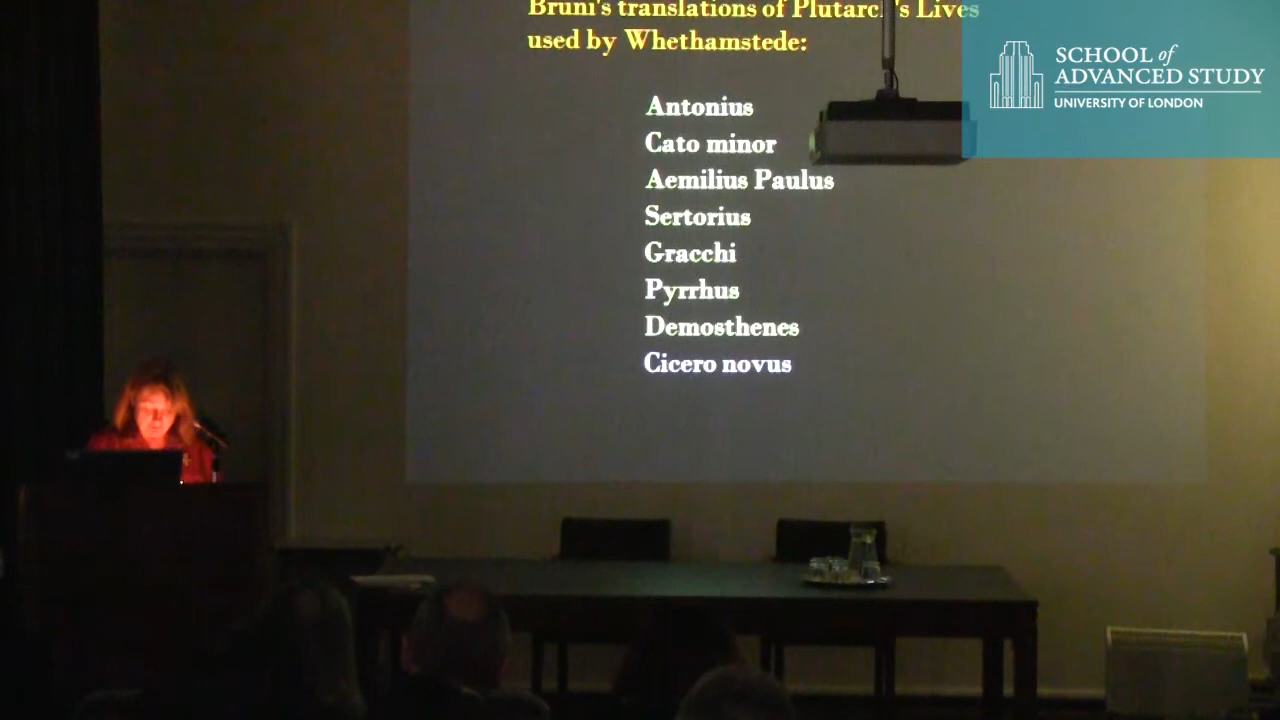 Bruni's translations of Plutarch's Lives
used by Whethamstede:
Antonius
Cato minor
Aemilius Paulus
Sertorius
Gracchi
Pyrrhus
Demosthenes
Cicero novus
SCHOOL of
ADVANCED STUDY
UNIVERSITY OF LONDON